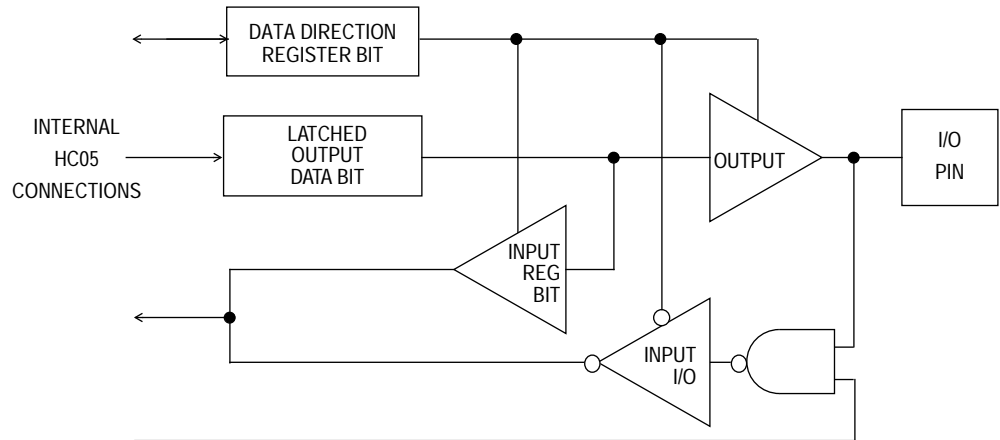 DATA DIRECTION
REGISTER BIT
INTERNAL
HC05
CONNECTIONS
LATCHED
OUTPUT
DATA BIT
OUTPUT
I/O
PIN
INPUT
REG
BIT
INPUT
I/O